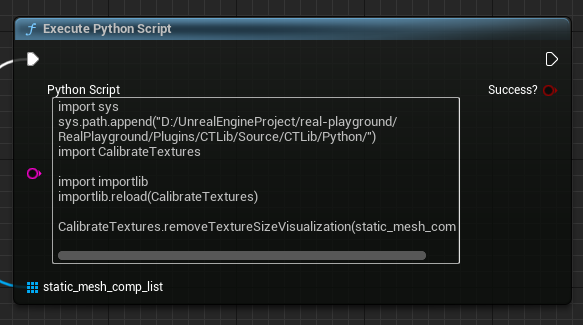 Execute Python Script
Python Script
Success?
import sys
sys.path.append("D:/UnrealEngineProject/real-playground/
RealPlayground/Plugins/CTLib/Source/CTLib/Python/")
import CalibrateTextures
import importlib
importlib.reload(CalibrateTextures)
CalibrateTextures.removeTextureSizeVisualization(static_mesh_com
static_mesh_comp_list